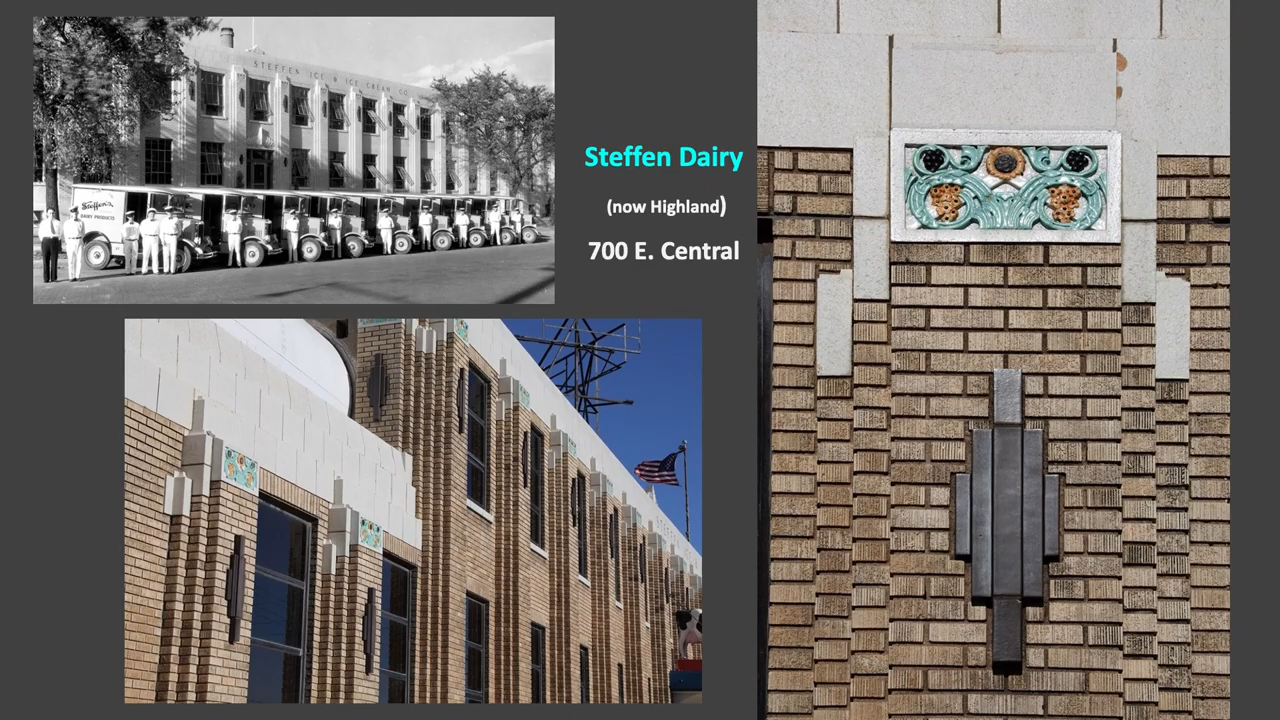 STEFFEN ICE & ICE CREAM CO
Steffen's
DAIRY PRODUCTS
Steffen Dairy
(now Highland)
700 E. Central